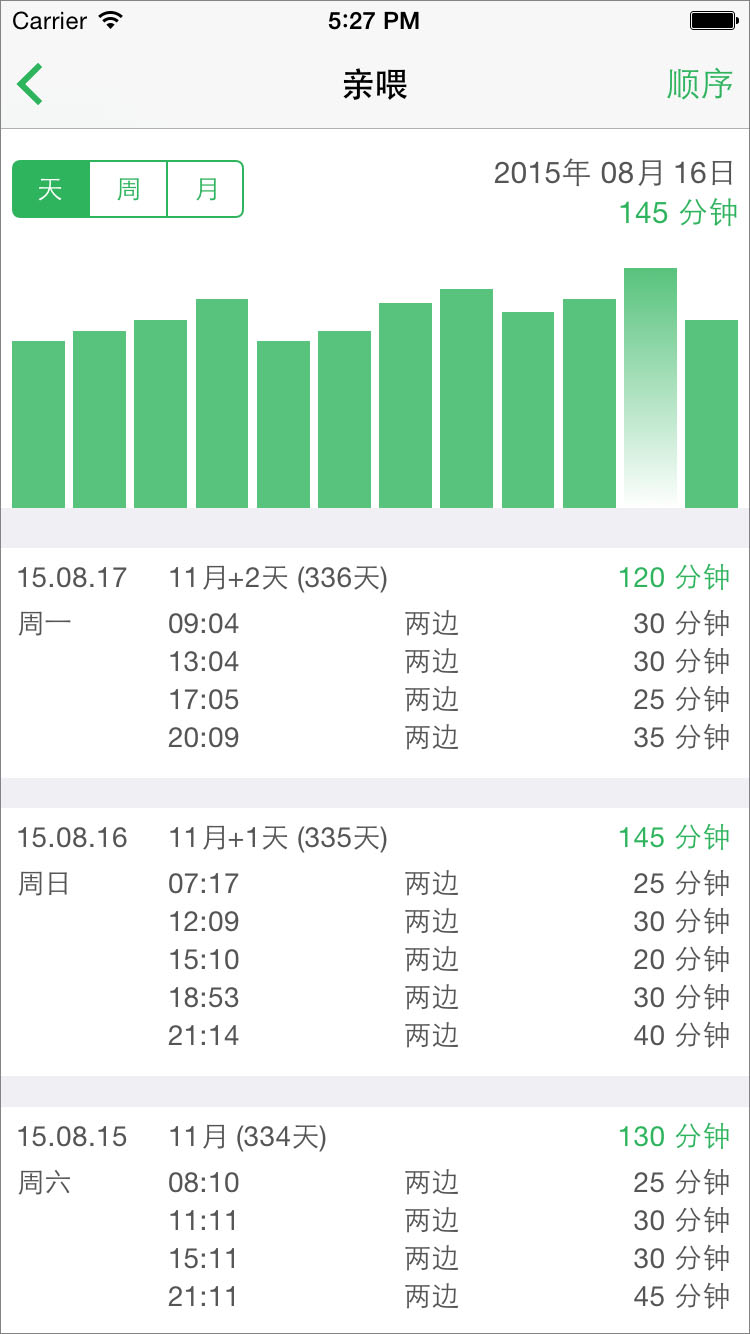 Carrier 5:27 PM
亲喂 顺序
天 周 月 2015年 08月 16日
145 分钟
15.08.17 11月+2天 (336天) 120 分钟
周一 09:04 两边 30 分钟
13:04 两边 30 分钟
17:05 两边 25 分钟
20:09 两边 35 分钟
15.08.16 11月+1天 (335天) 145 分钟
周日 07:17 两边 25 分钟
12:09 两边 30 分钟
15:10 两边 20 分钟
18:53 两边 30 分钟
21:14 两边 40 分钟
15.08.15 11月 (334天) 130 分钟
周六 08:10 两边 25 分钟
11:11 两边 30 分钟
15:11 两边 30 分钟
21:11 两边 45 分钟